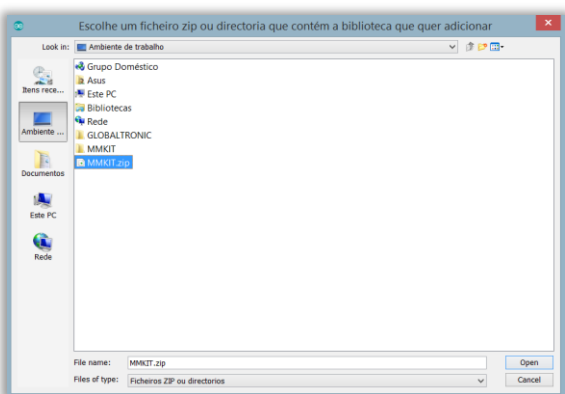 Escolhe um ficheiro zip ou directoria que contém a biblioteca que quer adicionar
Look in: Ambiente de trabalho
Itens rece...
Ambiente ...
Documentos
Este PC
Rede
Grupo Doméstico
Asus
Este PC
Bibliotecas
Rede
GLOBALTRONIC
MMKIT
MMKIT.zip
File name: MMKIT.zip Open
Files of type: Ficheiros ZIP ou directorios Cancel